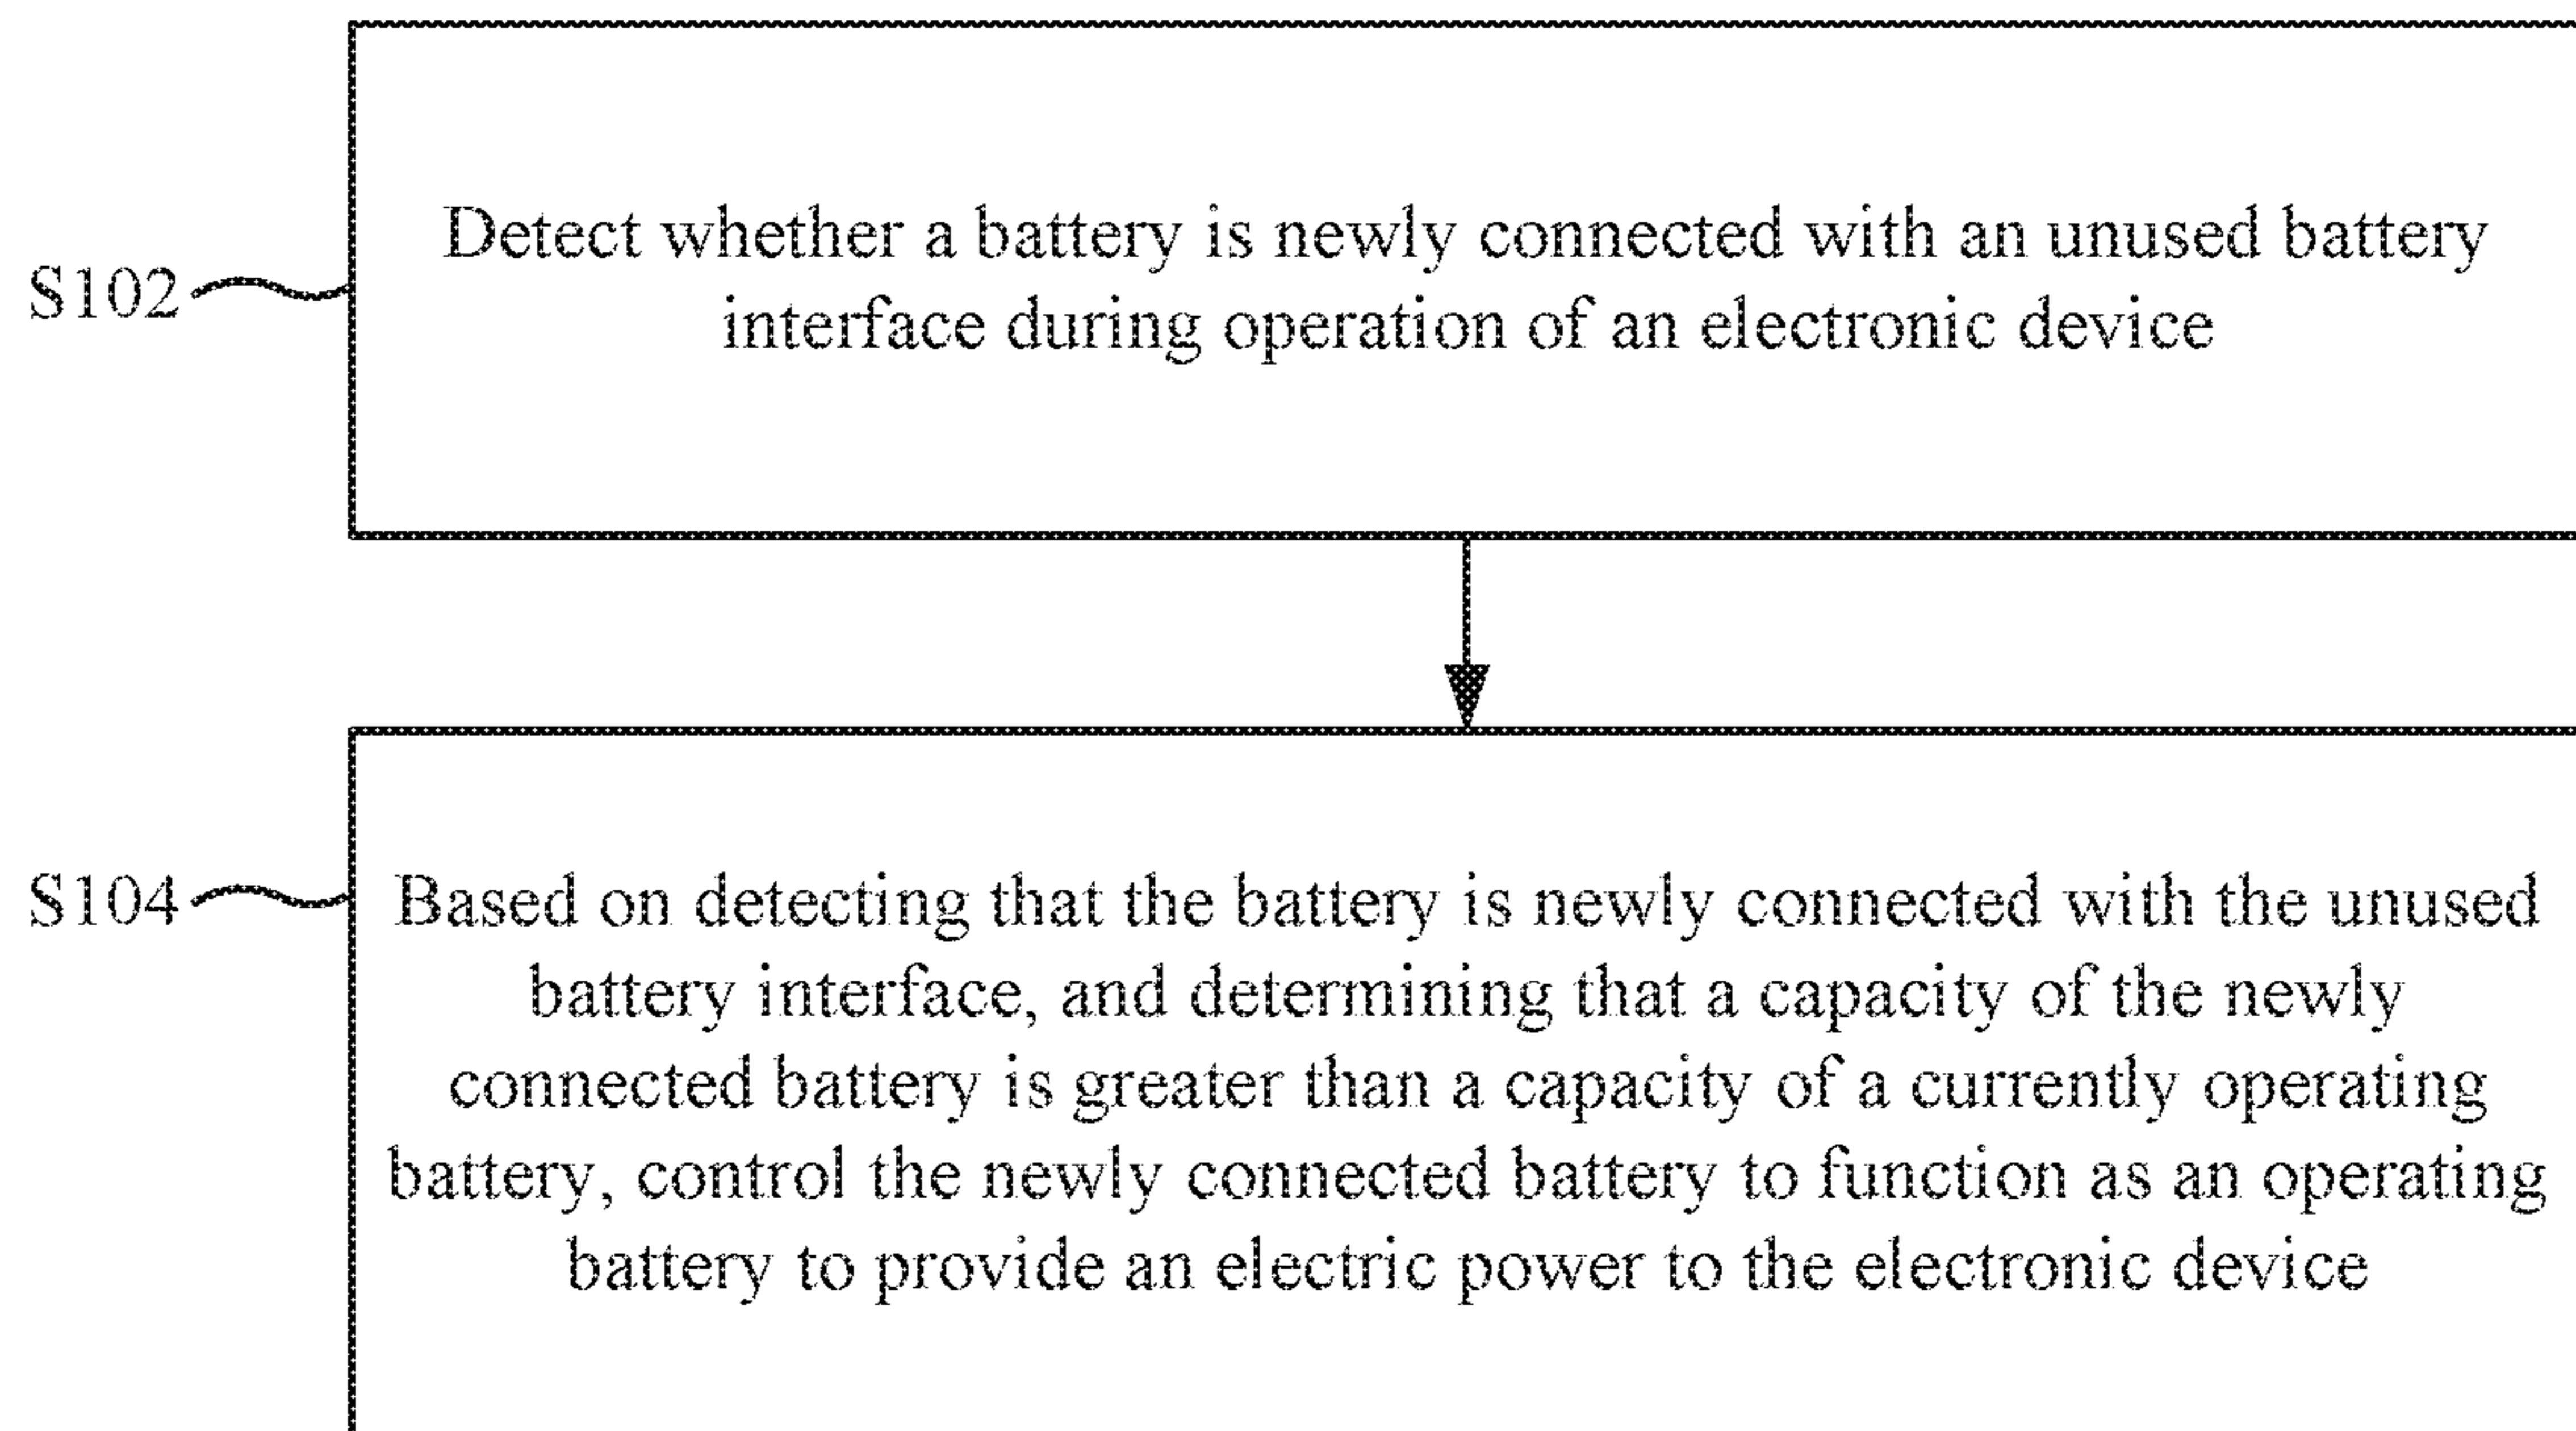 S102
Detect whether a battery is newly connected with an unused battery
interface during operation of an electronic device
S104
Based on detecting that the battery is newly connected with the unused
battery interface, and determining that a capacity of the newly
connected battery is greater than a capacity of a currently operating
battery, control the newly connected battery to function as an operating
battery to provide an electric power to the electronic device